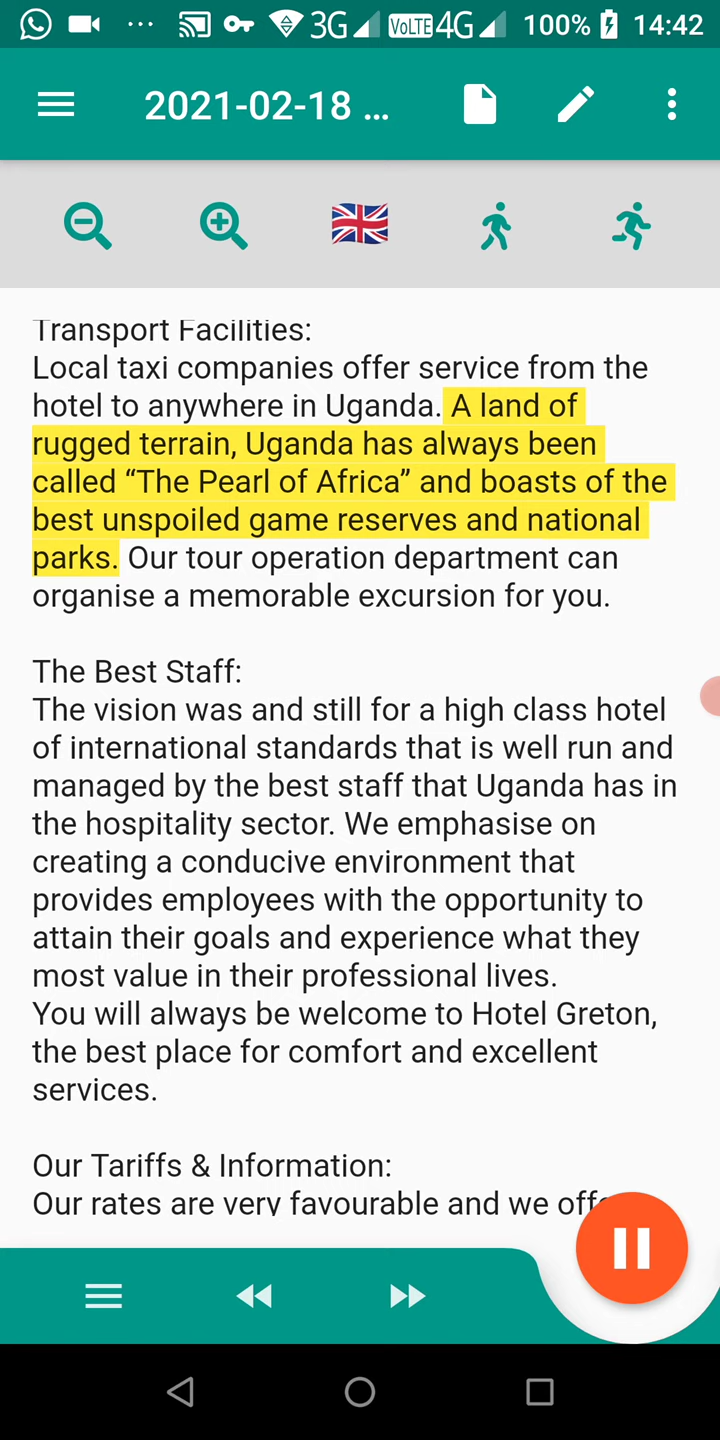 3G VoLTE 4G 100% 14:42
2021-02-18 ...
Transport Facilities:
Local taxi companies offer service from the
hotel to anywhere in Uganda. A land of
rugged terrain, Uganda has always been
called “The Pearl of Africa” and boasts of the
best unspoiled game reserves and national
parks. Our tour operation department can
organise a memorable excursion for you.
The Best Staff:
The vision was and still for a high class hotel
of international standards that is well run and
managed by the best staff that Uganda has in
the hospitality sector. We emphasise on
creating a conducive environment that
provides employees with the opportunity to
attain their goals and experience what they
most value in their professional lives.
You will always be welcome to Hotel Greton,
the best place for comfort and excellent
services.
Our Tariffs & Information:
Our rates are very favourable and we